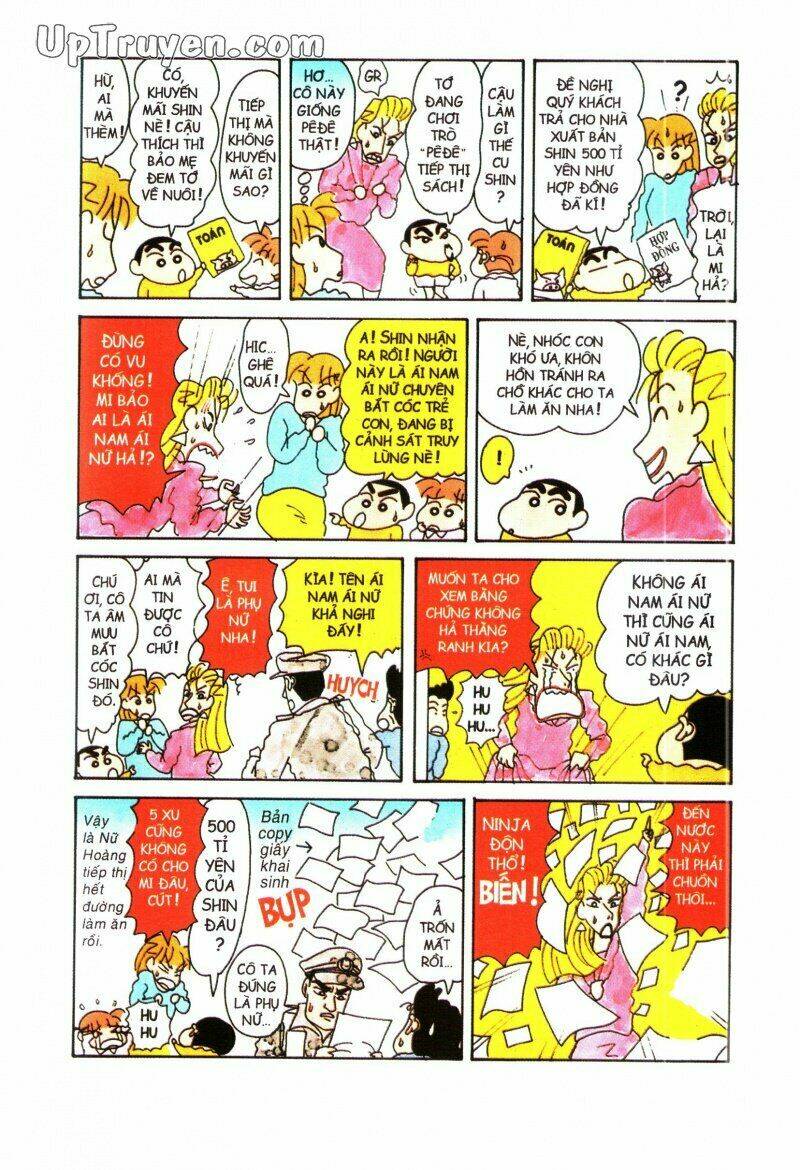 UpTruyen.com
ĐỀ NGHỊ
QUÝ KHÁCH
TRẢ CHO NHÀ
XUẤT BẢN
SHIN 500 TỈ
YÊN NHƯ
HỢP ĐỒNG
ĐÃ KÍ!
?
TOÁN
HỢP
ĐỒNG
TRỜI,
LẠI
LÀ
MI
HẢ?
CẬU
LÀM
GÌ
THẾ
CU
SHIN?
TỚ
ĐANG
CHƠI
TRÒ
"PÊĐÊ"
TIẾP THỊ
SÁCH!
GR
HƠ...
CÔ NÀY
GIỐNG
PÊĐÊ
THẬT!
TIẾP
THỊ MÀ
KHÔNG
KHUYẾN
MÃI GÌ
SAO?
CÓ,
KHUYẾN
MÃI SHIN
NÈ! CẬU
THÍCH THÌ
BẢO MẸ
ĐEM TỚ
VỀ NUÔI!
TOÁN
HỪ,
AI
MÀ
THÈM!
NÈ, NHÓC CON
KHÓ ƯA, KHÔN
HỒN TRÁNH RA
CHỖ KHÁC CHO TA
LÀM ĂN NHA!
!
A! SHIN NHẬN
RA RỒI! NGƯỜI
NÀY LÀ ÁI NAM
ÁI NỮ CHUYÊN
BẮT CÓC TRẺ
CON, ĐANG BỊ
CẢNH SÁT TRUY
LÙNG NÈ!
HIC...
GHÊ
QUÁ!
ĐỪNG
CÓ VU
KHỐNG!
MI BẢO
AI LÀ ÁI
NAM ÁI
NỮ HẢ!?
KHÔNG ÁI
NAM ÁI NỮ
THÌ CŨNG ÁI
NỮ ÁI NAM,
CÓ KHÁC GÌ
ĐÂU?
MUỐN TA CHO
XEM BẰNG
CHỨNG KHÔNG
HẢ THẰNG
RANH KIA?
HU
HU
HU...
KÌA! TÊN ÁI
NAM ÁI NỮ
KHẢ NGHI
ĐẤY!
HUỴCH
Ê, TUI
LÀ PHỤ
NỮ
NHA!
AI MÀ
TIN
ĐƯỢC
CÔ
CHỨ!
CHÚ
ƠI, CÔ
TA ÂM
MƯU
BẮT
CÓC
SHIN
ĐÓ.
ĐẾN
NƯỚC
NÀY
THÌ PHẢI
CHUỒN
THÔI...
NINJA
ĐỘN
THỔ!
BIẾN!
Ả
TRỐN
MẤT
RỒI...
Bản
copy
giấy
khai
sinh
BỤP
CÔ TA
ĐÚNG
LÀ PHỤ
NỮ...
500
TỈ
YÊN
CỦA
SHIN
ĐÂU
?
5 XU
CŨNG
KHÔNG
CÓ CHO
MI ĐÂU,
CÚT!
HU
HU
Vậy
là Nữ
Hoàng
tiếp thị
hết
đường
làm ăn
rồi.